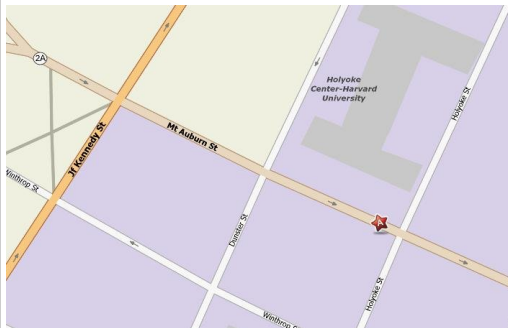 2A
Holyoke
Center-Harvard
University
Holyoke St
Mt Auburn St
Jf Kennedy St
Winthrop St
Dunster St
Holyoke St
Winthrop